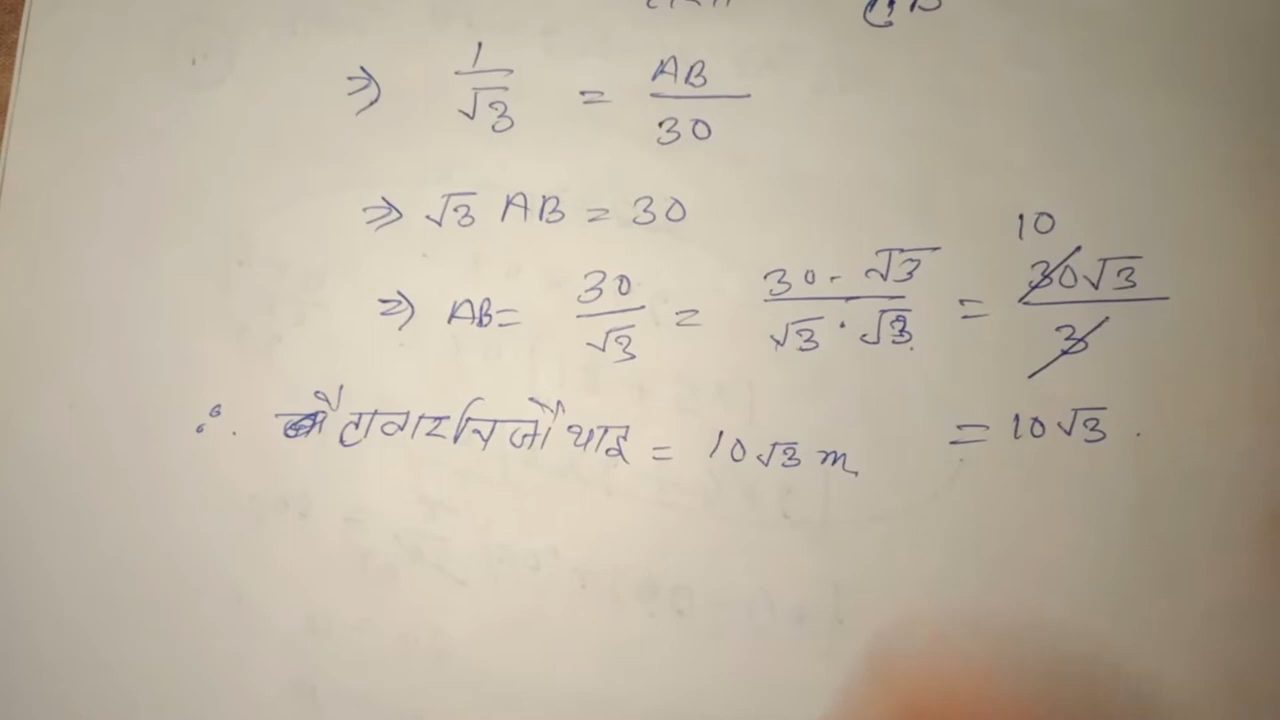 ⇒ 1/√3 = AB/30
⇒ √3 AB = 30
⇒ AB = 30/√3 = 30·√3/√3·√3 = 10 30√3/3
= 10√3.
∴ = 10√3 m